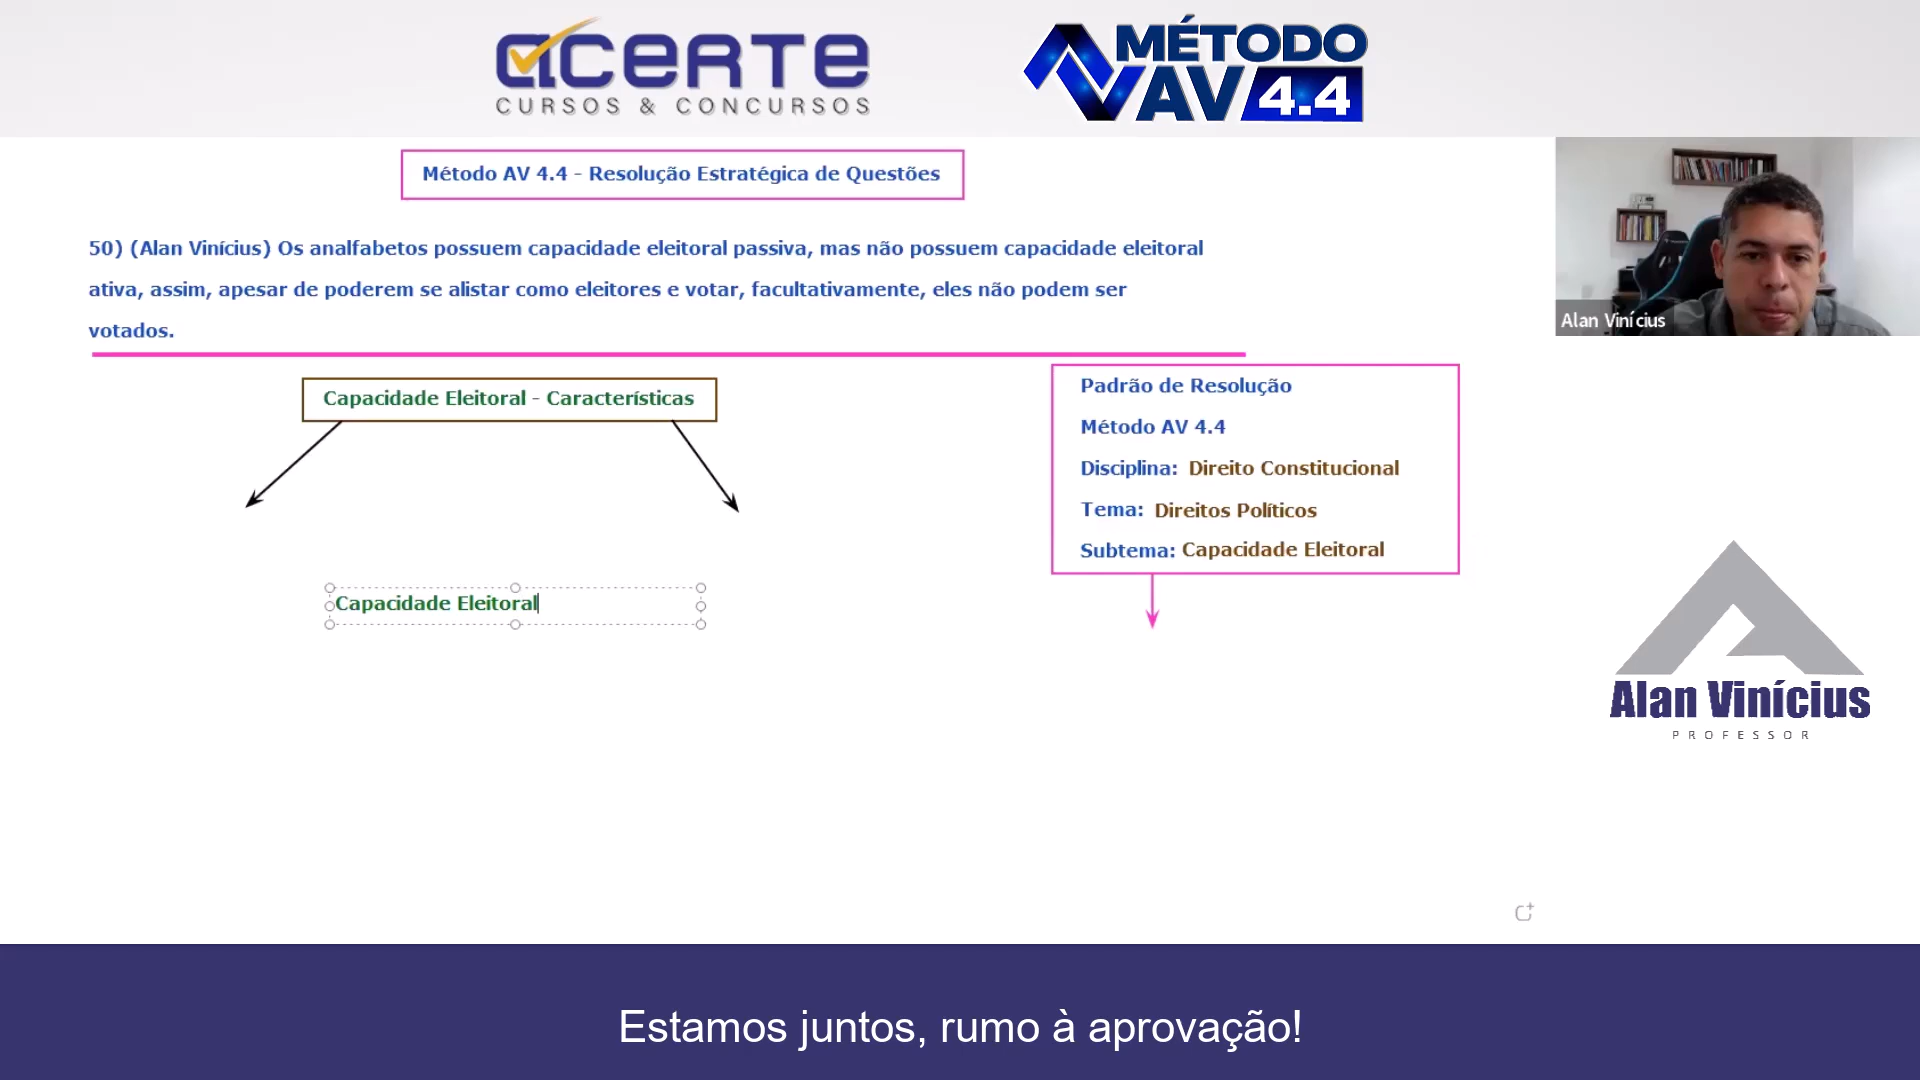 acerte
CURSOS & CONCURSOS
MÉTODO
AV 4.4
Método AV 4.4 - Resolução Estratégica de Questões
50) (Alan Vinícius) Os analfabetos possuem capacidade eleitoral passiva, mas não possuem capacidade eleitoral
ativa, assim, apesar de poderem se alistar como eleitores e votar, facultativamente, eles não podem ser
votados.
Alan Vinícius
Capacidade Eleitoral - Características
Padrão de Resolução
Método AV 4.4
Disciplina: Direito Constitucional
Tema: Direitos Políticos
Subtema: Capacidade Eleitoral
Capacidade Eleitoral
Alan Vinícius
PROFESSOR
Estamos juntos, rumo à aprovação!